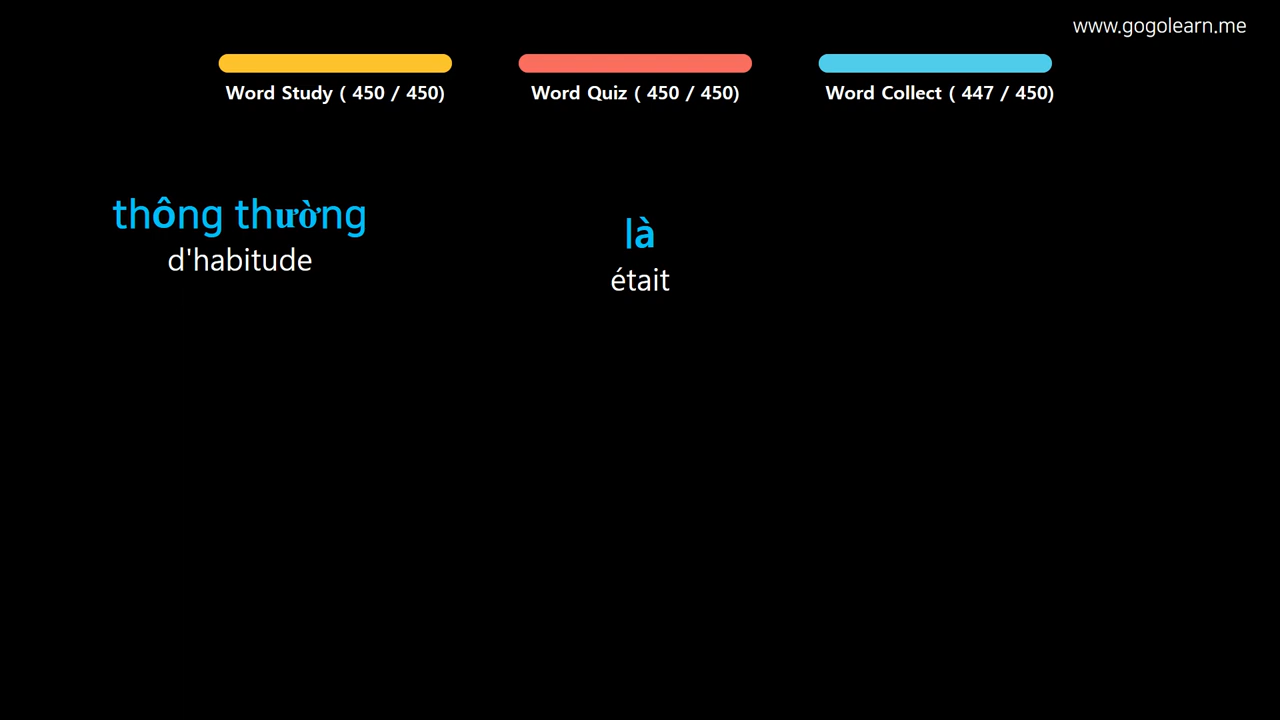 www.gogolearn.me
Word Study ( 450 / 450)
Word Quiz ( 450 / 450)
Word Collect ( 447 / 450)
thông thường
d'habitude
là
était